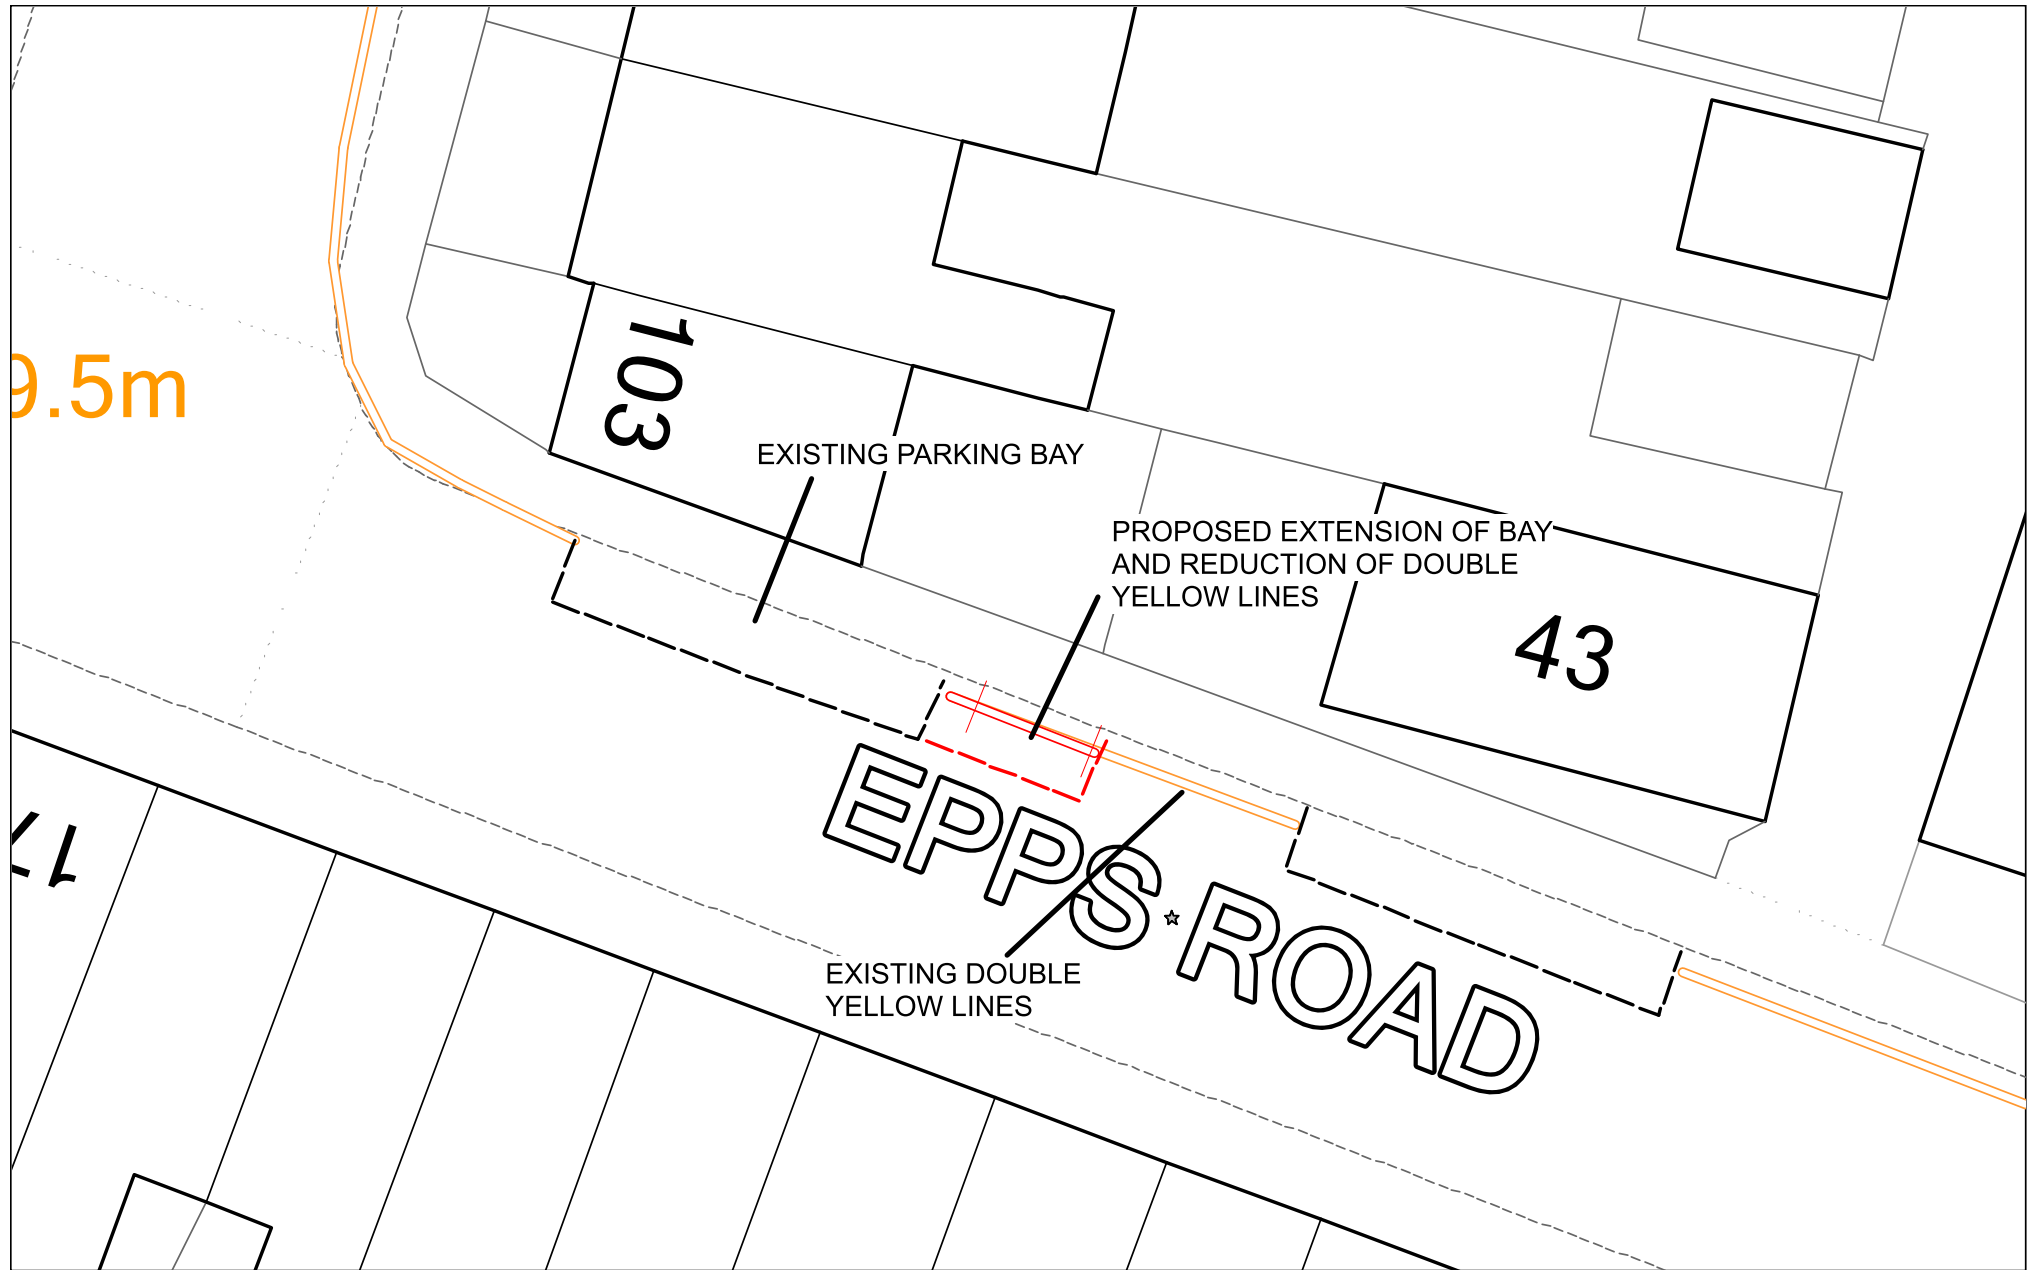 103
9.5m
EXISTING PARKING BAY
PROPOSED EXTENSION OF BAY
AND REDUCTION OF DOUBLE
YELLOW LINES
43
EPPS ROAD
17
EXISTING DOUBLE
YELLOW LINES